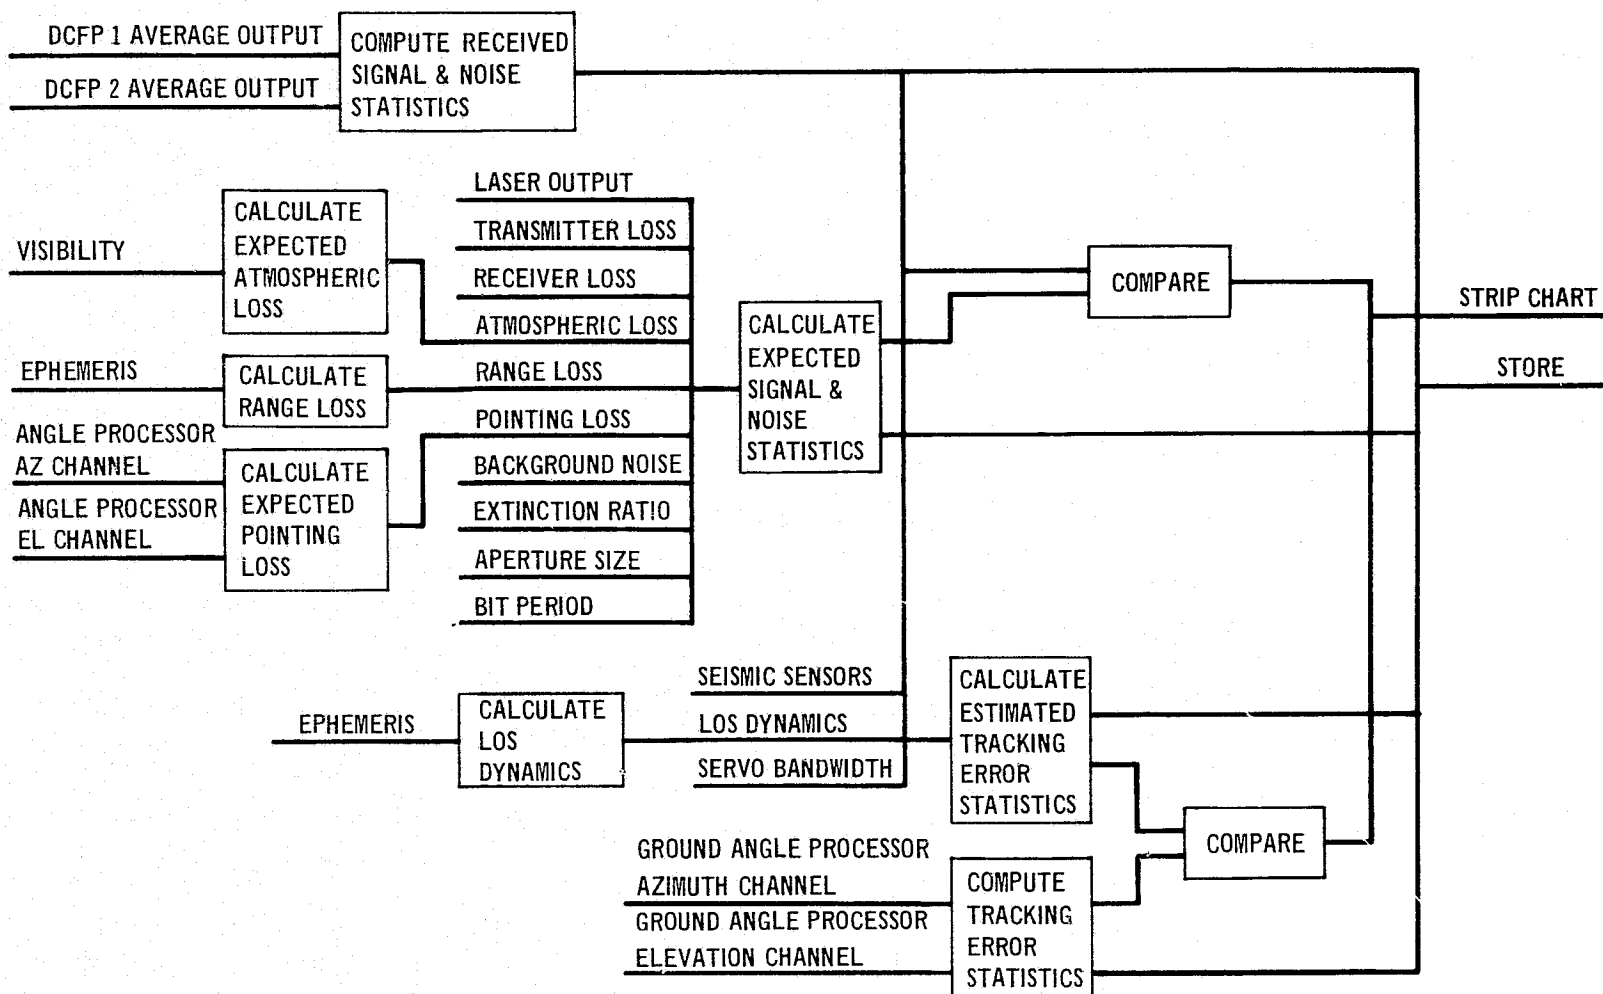 DCFP 1 AVERAGE OUTPUT
DCFP 2 AVERAGE OUTPUT
COMPUTE RECEIVED
SIGNAL & NOISE
STATISTICS
VISIBILITY
CALCULATE
EXPECTED
ATMOSPHERIC
LOSS
EPHEMERIS
CALCULATE
RANGE LOSS
ANGLE PROCESSOR
AZ CHANNEL
ANGLE PROCESSOR
EL CHANNEL
CALCULATE
EXPECTED
POINTING
LOSS
LASER OUTPUT
TRANSMITTER LOSS
RECEIVER LOSS
ATMOSPHERIC LOSS
RANGE LOSS
POINTING LOSS
BACKGROUND NOISE
EXTINCTION RATIO
APERTURE SIZE
BIT PERIOD
CALCULATE
EXPECTED
SIGNAL &
NOISE
STATISTICS
COMPARE
STRIP CHART
STORE
EPHEMERIS
CALCULATE
LOS
DYNAMICS
SEISMIC SENSORS
LOS DYNAMICS
SERVO BANDWIDTH
CALCULATE
ESTIMATED
TRACKING
ERROR
STATISTICS
COMPARE
GROUND ANGLE PROCESSOR
AZIMUTH CHANNEL
GROUND ANGLE PROCESSOR
ELEVATION CHANNEL
COMPUTE
TRACKING
ERROR
STATISTICS